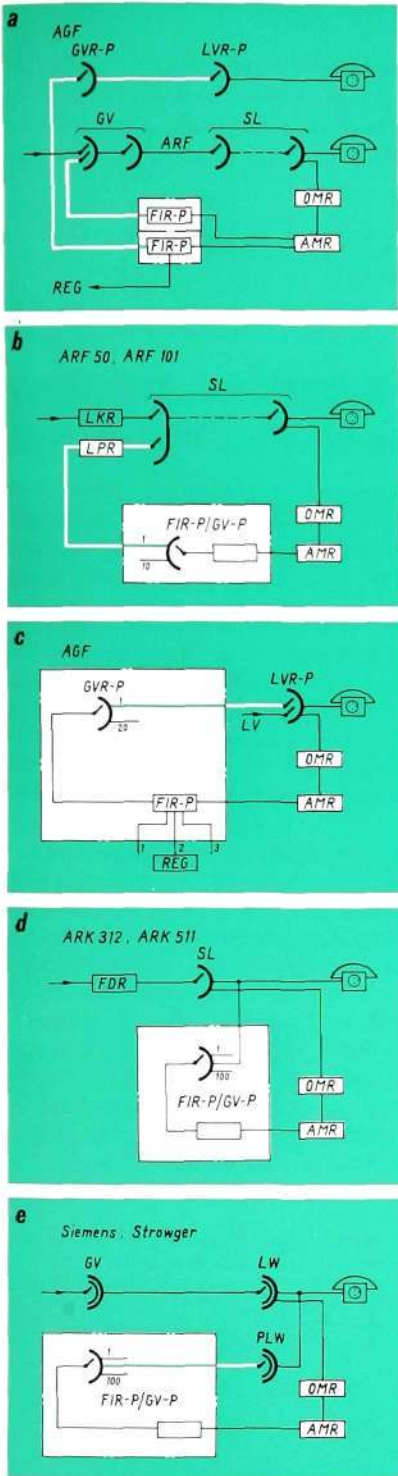 a
AGF
GVR-P LVR-P
GV ARF SL
FIR-P
FIR-P
OMR
AMR
REG
b
ARF 50, ARF 101
SL
LKR
LPR
FIR-P/GV-P
1
10
OMR
AMR
c
AGF
GVR-P
1
20
LVR-P
LV
FIR-P
1 2 3
REG
OMR
AMR
d
ARK 312, ARK 511
SL
FDR
1
100
FIR-P/GV-P
OMR
AMR
e
Siemens, Strowger
GV LW
PLW
1
100
FIR-P/GV-P
OMR
AMR